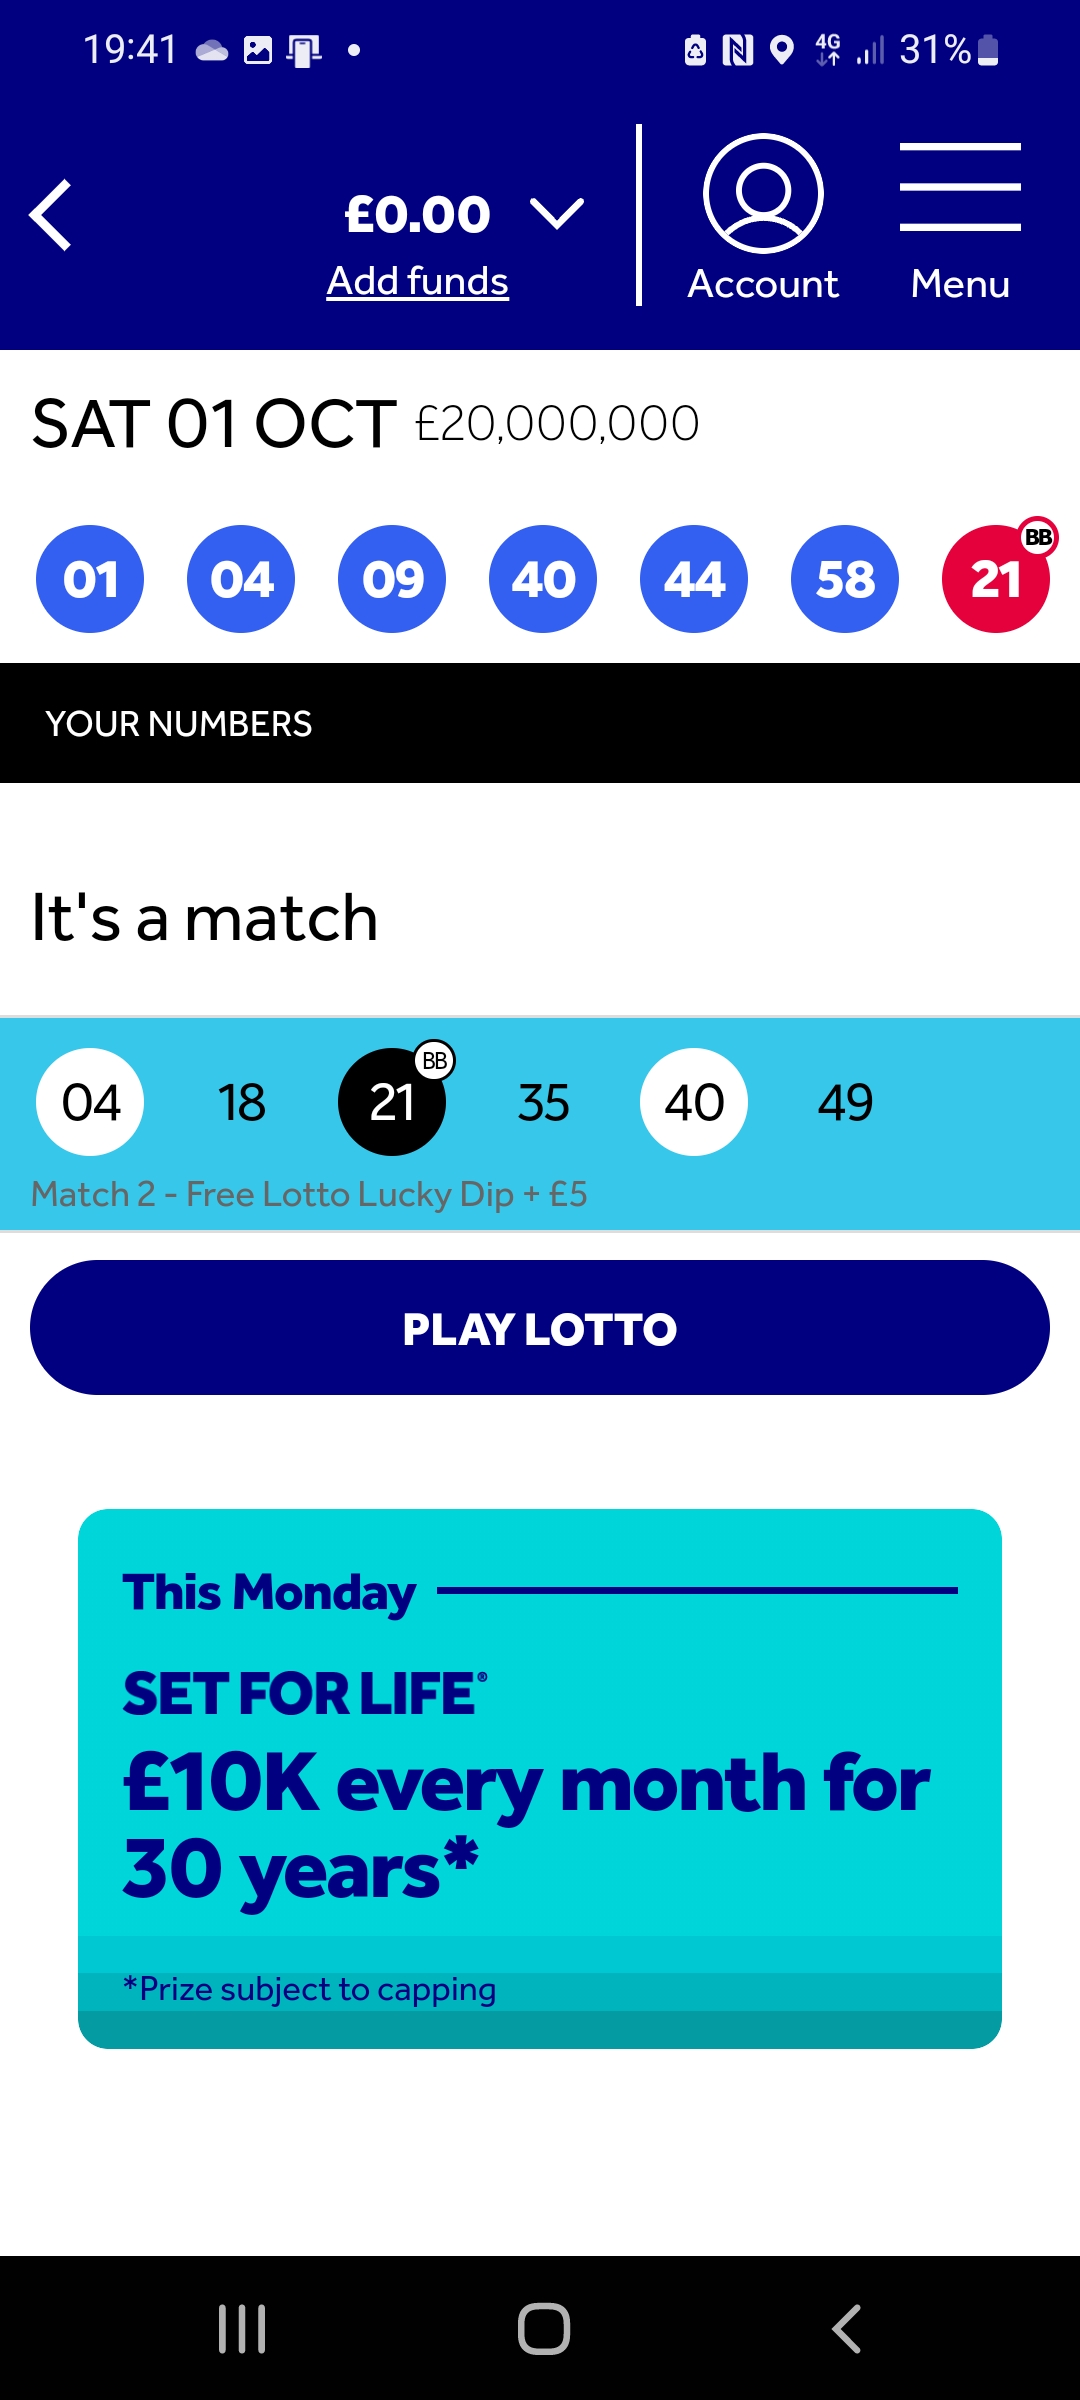 19:41 4G 31%
£0.00
Add funds
Account
Menu
SAT 01 OCT £20,000,000
01 04 09 40 44 58 21 BB
YOUR NUMBERS
It's a match
04 18 21 BB 35 40 49
Match 2 - Free Lotto Lucky Dip + £5
PLAY LOTTO
This Monday
SET FOR LIFE®
£10K every month for
30 years*
*Prize subject to capping